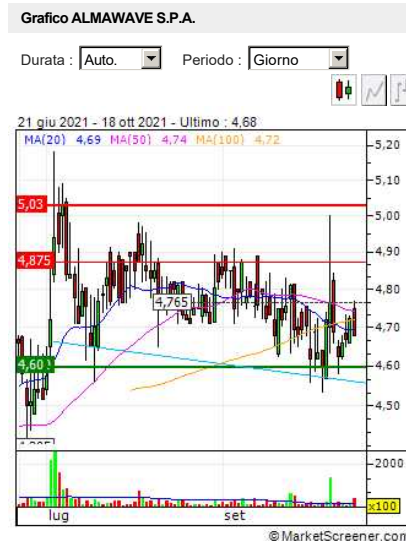 Grafico ALMAWAVE S.P.A.
Durata : Auto. Periodo : Giorno
21 giu 2021 - 18 ott 2021 - Ultimo : 4,68
MA(20) 4,69 MA(50) 4,74 MA(100) 4,72
5,20
5,10
5,03
5,00
4,90
4,875
4,80
4,765
4,70
4,60
4,60
4,50
2000
x100
lug set
© MarketScreener.com